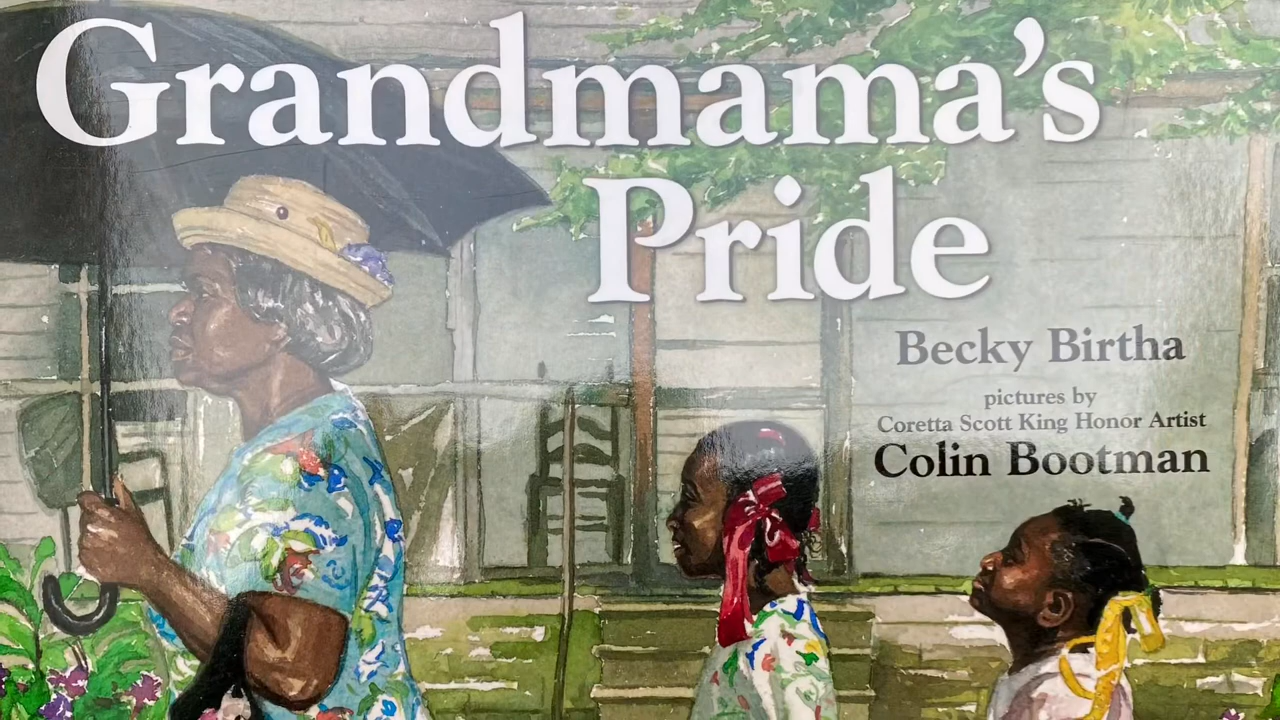 Grandmama's
Pride
Becky Birtha
pictures by
Coretta Scott King Honor Artist
Colin Bootman